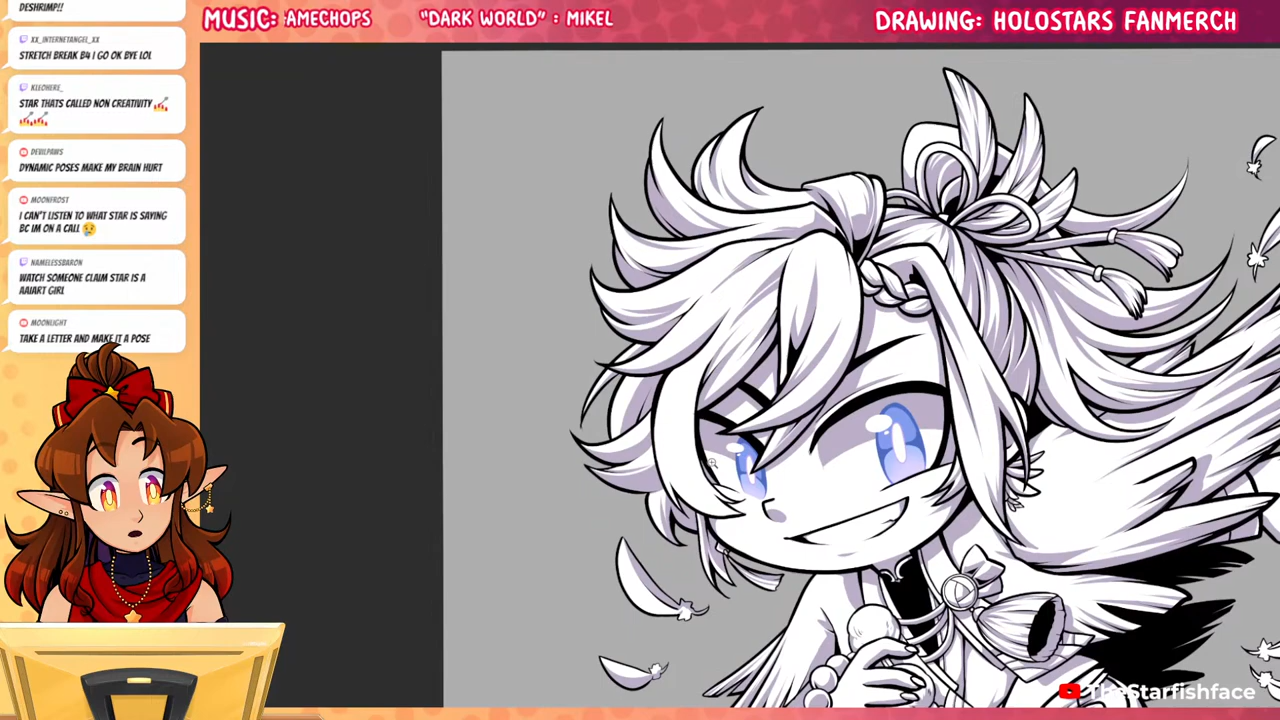 MUSIC: AMECHOPS "DARK WORLD" : MIKEL
DRAWING: HOLOSTARS FANMERCH
DESHRIMP!!
XX_INTERNETANGEL_XX
STRETCH BREAK B4 I GO OK BYE LOL
KLEOHERE_
STAR THATS CALLED NON CREATIVITY
DEVILPAWS
DYNAMIC POSES MAKE MY BRAIN HURT
MOONFROST
I CAN'T LISTEN TO WHAT STAR IS SAYING
BC IM ON A CALL
NAMELESSBARON
WATCH SOMEONE CLAIM STAR IS A
AAIART GIRL
MOONLIGHT
TAKE A LETTER AND MAKE IT A POSE
TheStarfishface